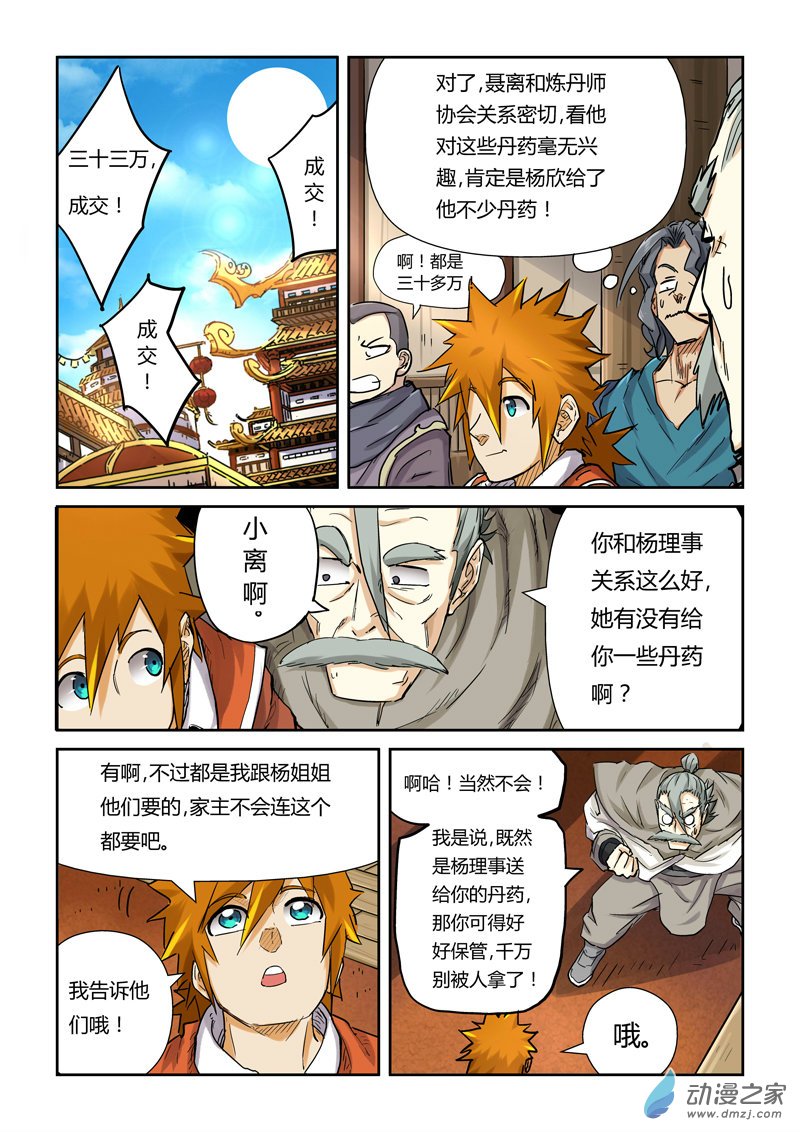 三十三万，
成交！
成交！
成交！
对了，聂离和炼丹师
协会关系密切，看他
对这些丹药毫无兴
趣，肯定是杨欣给了
他不少丹药！
啊！都是
三十多万！
小离啊。
你和杨理事
关系这么好，
她有没有给
你一些丹药
啊？
有啊，不过都是我跟杨姐姐
他们要的，家主不会连这个
都要吧。
我告诉他
们哦！
啊哈！当然不会！
我是说，既然
是杨理事送
给你的丹药，
那你可得好
好保管，千万
别被人拿了！
哦。
动漫之家
www.dmzj.com